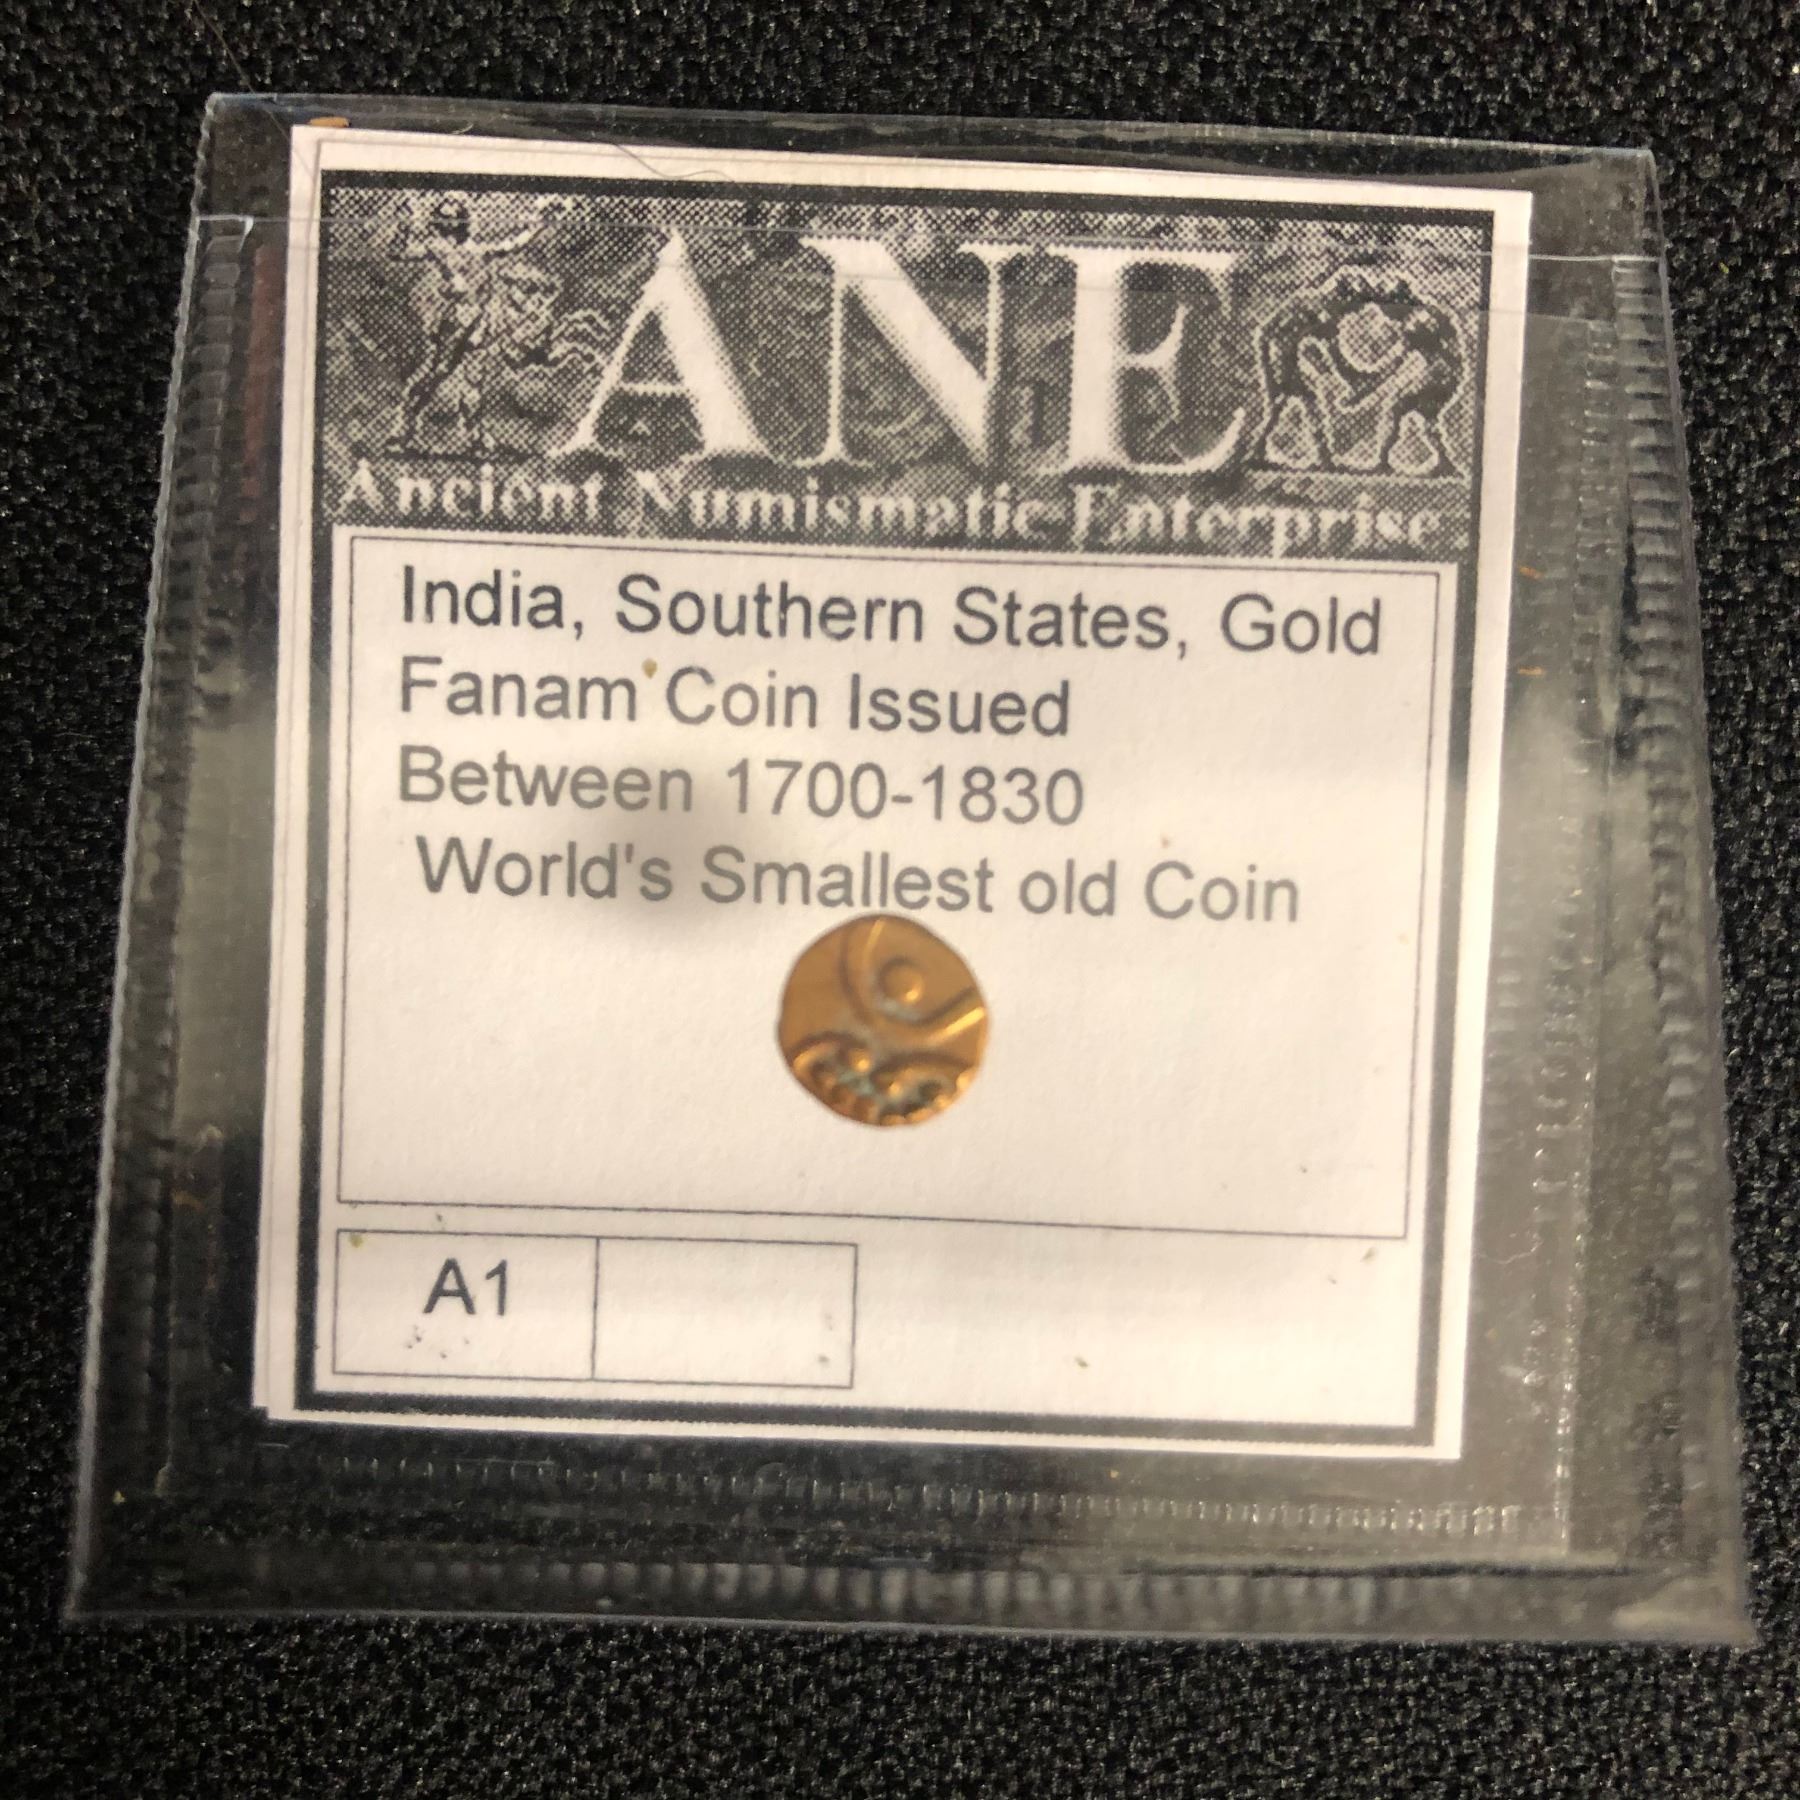 ANE
Ancient Numismatic Enterprise
India, Southern States, Gold
Fanam Coin Issued
Between 1700-1830
World's Smallest old Coin
A1